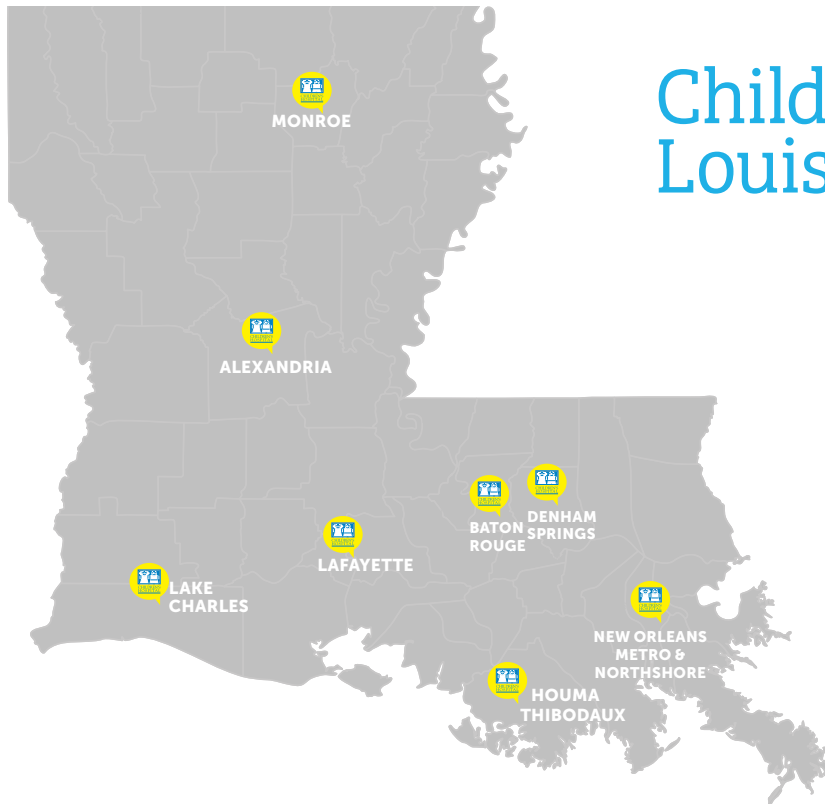 Child
Louis
MONROE
ALEXANDRIA
BATON
ROUGE
DENHAM
SPRINGS
LAFAYETTE
LAKE
CHARLES
NEW ORLEANS
METRO &
NORTHSHORE
HOUMA
THIBODAUX